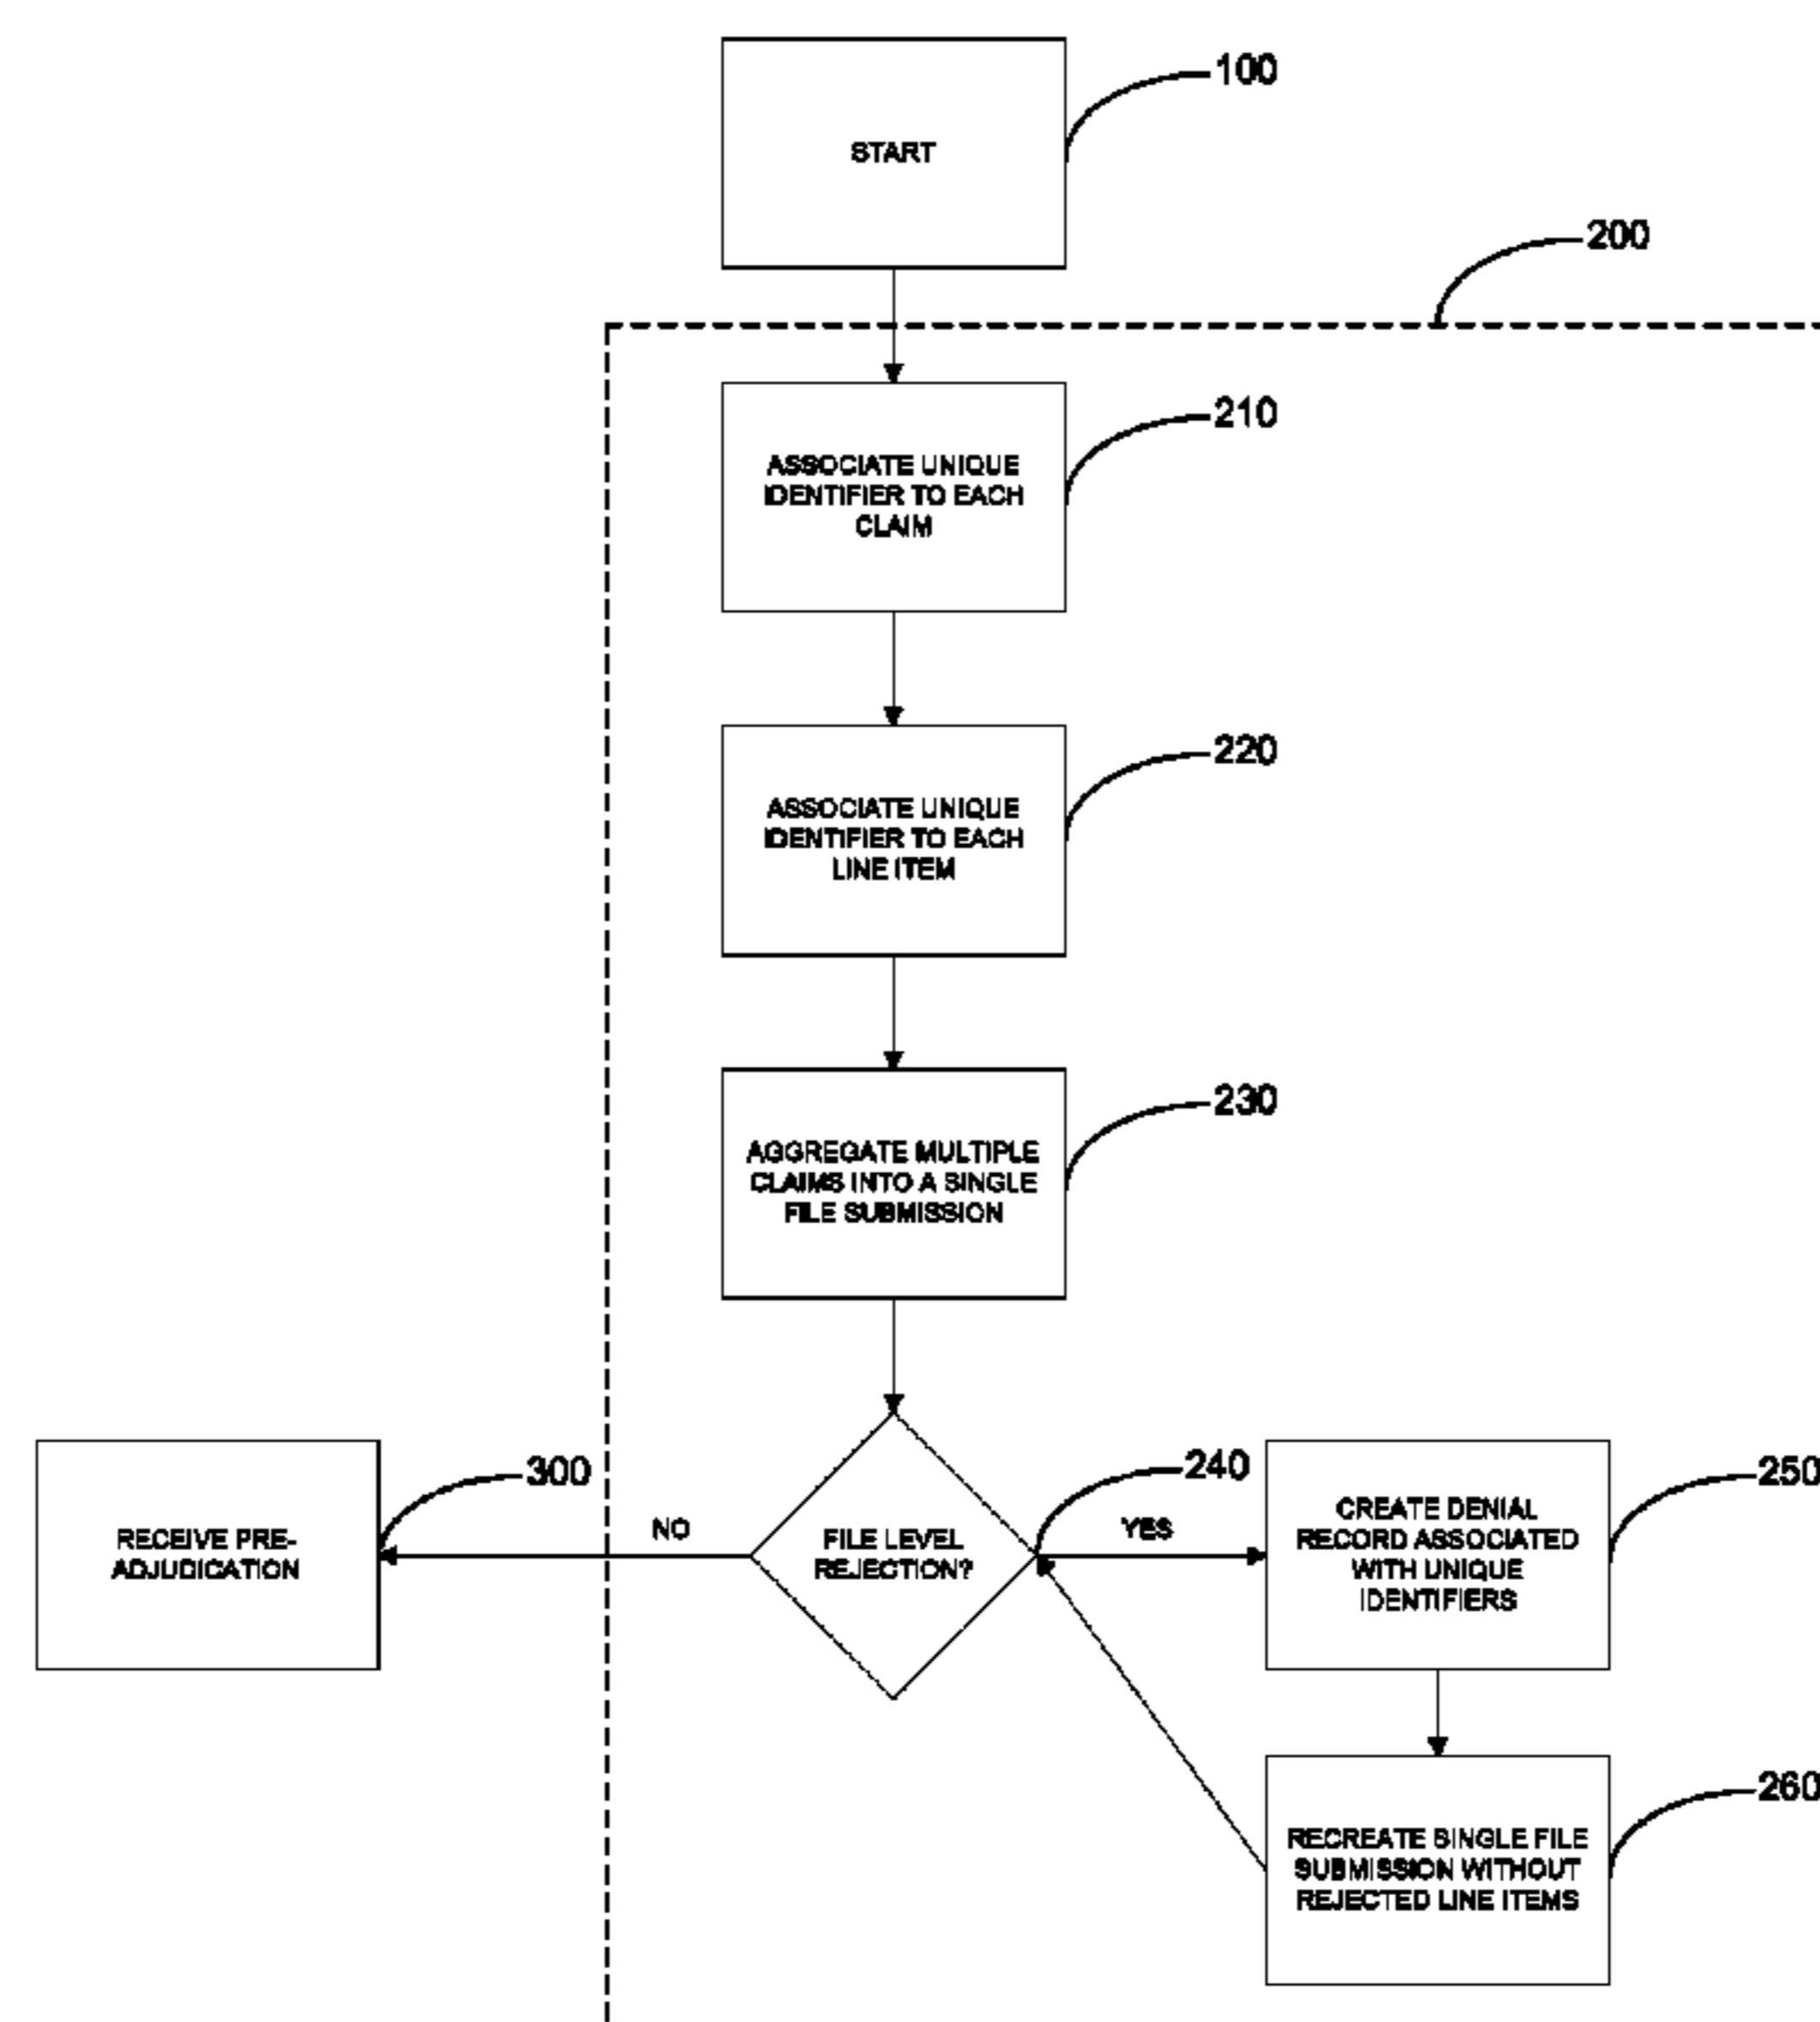 100
START
200
210
ASSOCIATE UNIQUE
IDENTIFIER TO EACH
CLAIM
220
ASSOCIATE UNIQUE
IDENTIFIER TO EACH
LINE ITEM
230
AGGREGATE MULTIPLE
CLAIMS INTO A SINGLE
FILE SUBMISSION
300
RECEIVE PRE-
ADJUDICATION
NO
FILE LEVEL
REJECTION?
240
YES
250
CREATE DENIAL
RECORD ASSOCIATED
WITH UNIQUE
IDENTIFIERS
260
RECREATE SINGLE FILE
SUBMISSION WITHOUT
REJECTED LINE ITEMS